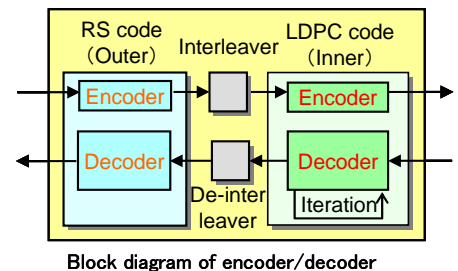 RS code
(Outer)
Interleaver
LDPC code
(Inner)
Encoder
Encoder
Decoder
De-inter
leaver
Decoder
Iteration
Block diagram of encoder/decoder